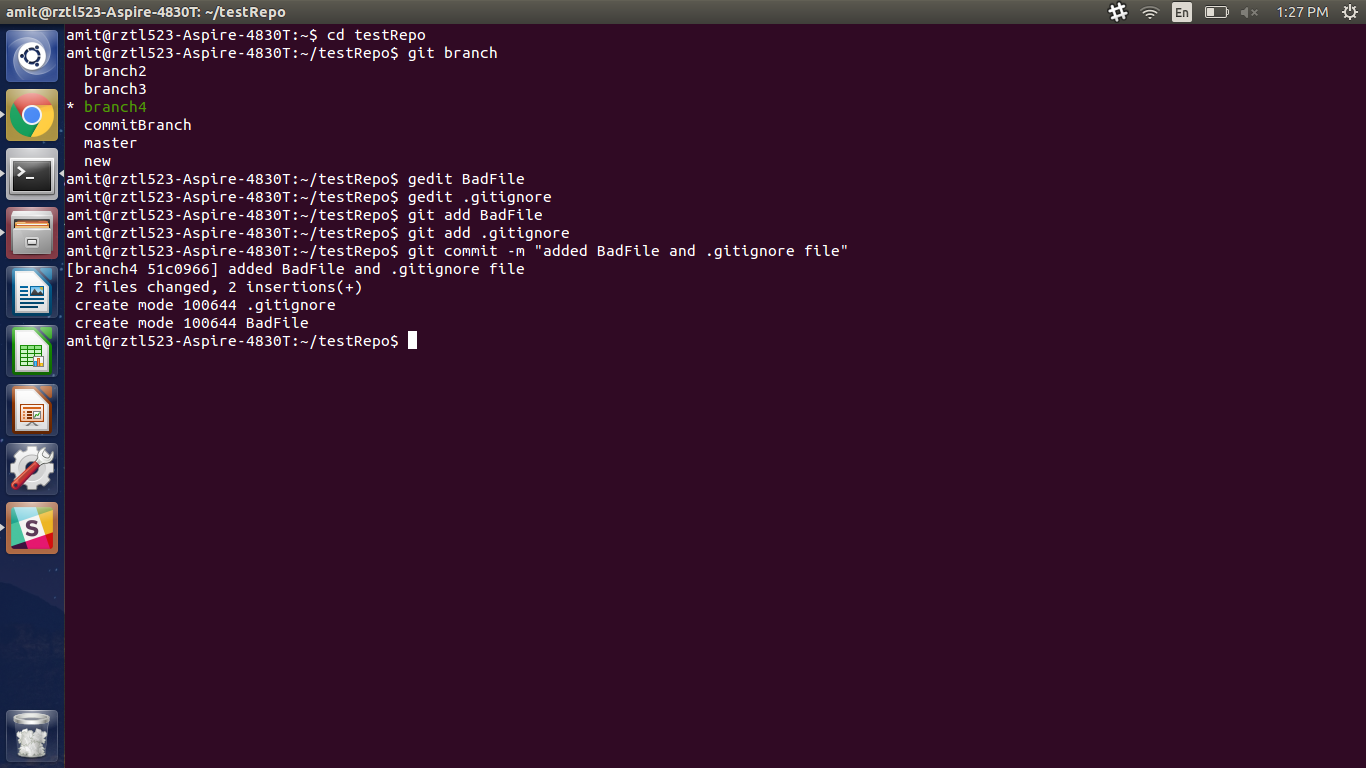 amit@rztl523-Aspire-4830T: ~/testRepo
En
1:27 PM
amit@rztl523-Aspire-4830T:~$ cd testRepo
amit@rztl523-Aspire-4830T:~/testRepo$ git branch
  branch2
  branch3
* branch4
  commitBranch
  master
  new
amit@rztl523-Aspire-4830T:~/testRepo$ gedit BadFile
amit@rztl523-Aspire-4830T:~/testRepo$ gedit .gitignore
amit@rztl523-Aspire-4830T:~/testRepo$ git add BadFile
amit@rztl523-Aspire-4830T:~/testRepo$ git add .gitignore
amit@rztl523-Aspire-4830T:~/testRepo$ git commit -m "added BadFile and .gitignore file"
[branch4 51c0966] added BadFile and .gitignore file
 2 files changed, 2 insertions(+)
 create mode 100644 .gitignore
 create mode 100644 BadFile
amit@rztl523-Aspire-4830T:~/testRepo$
S